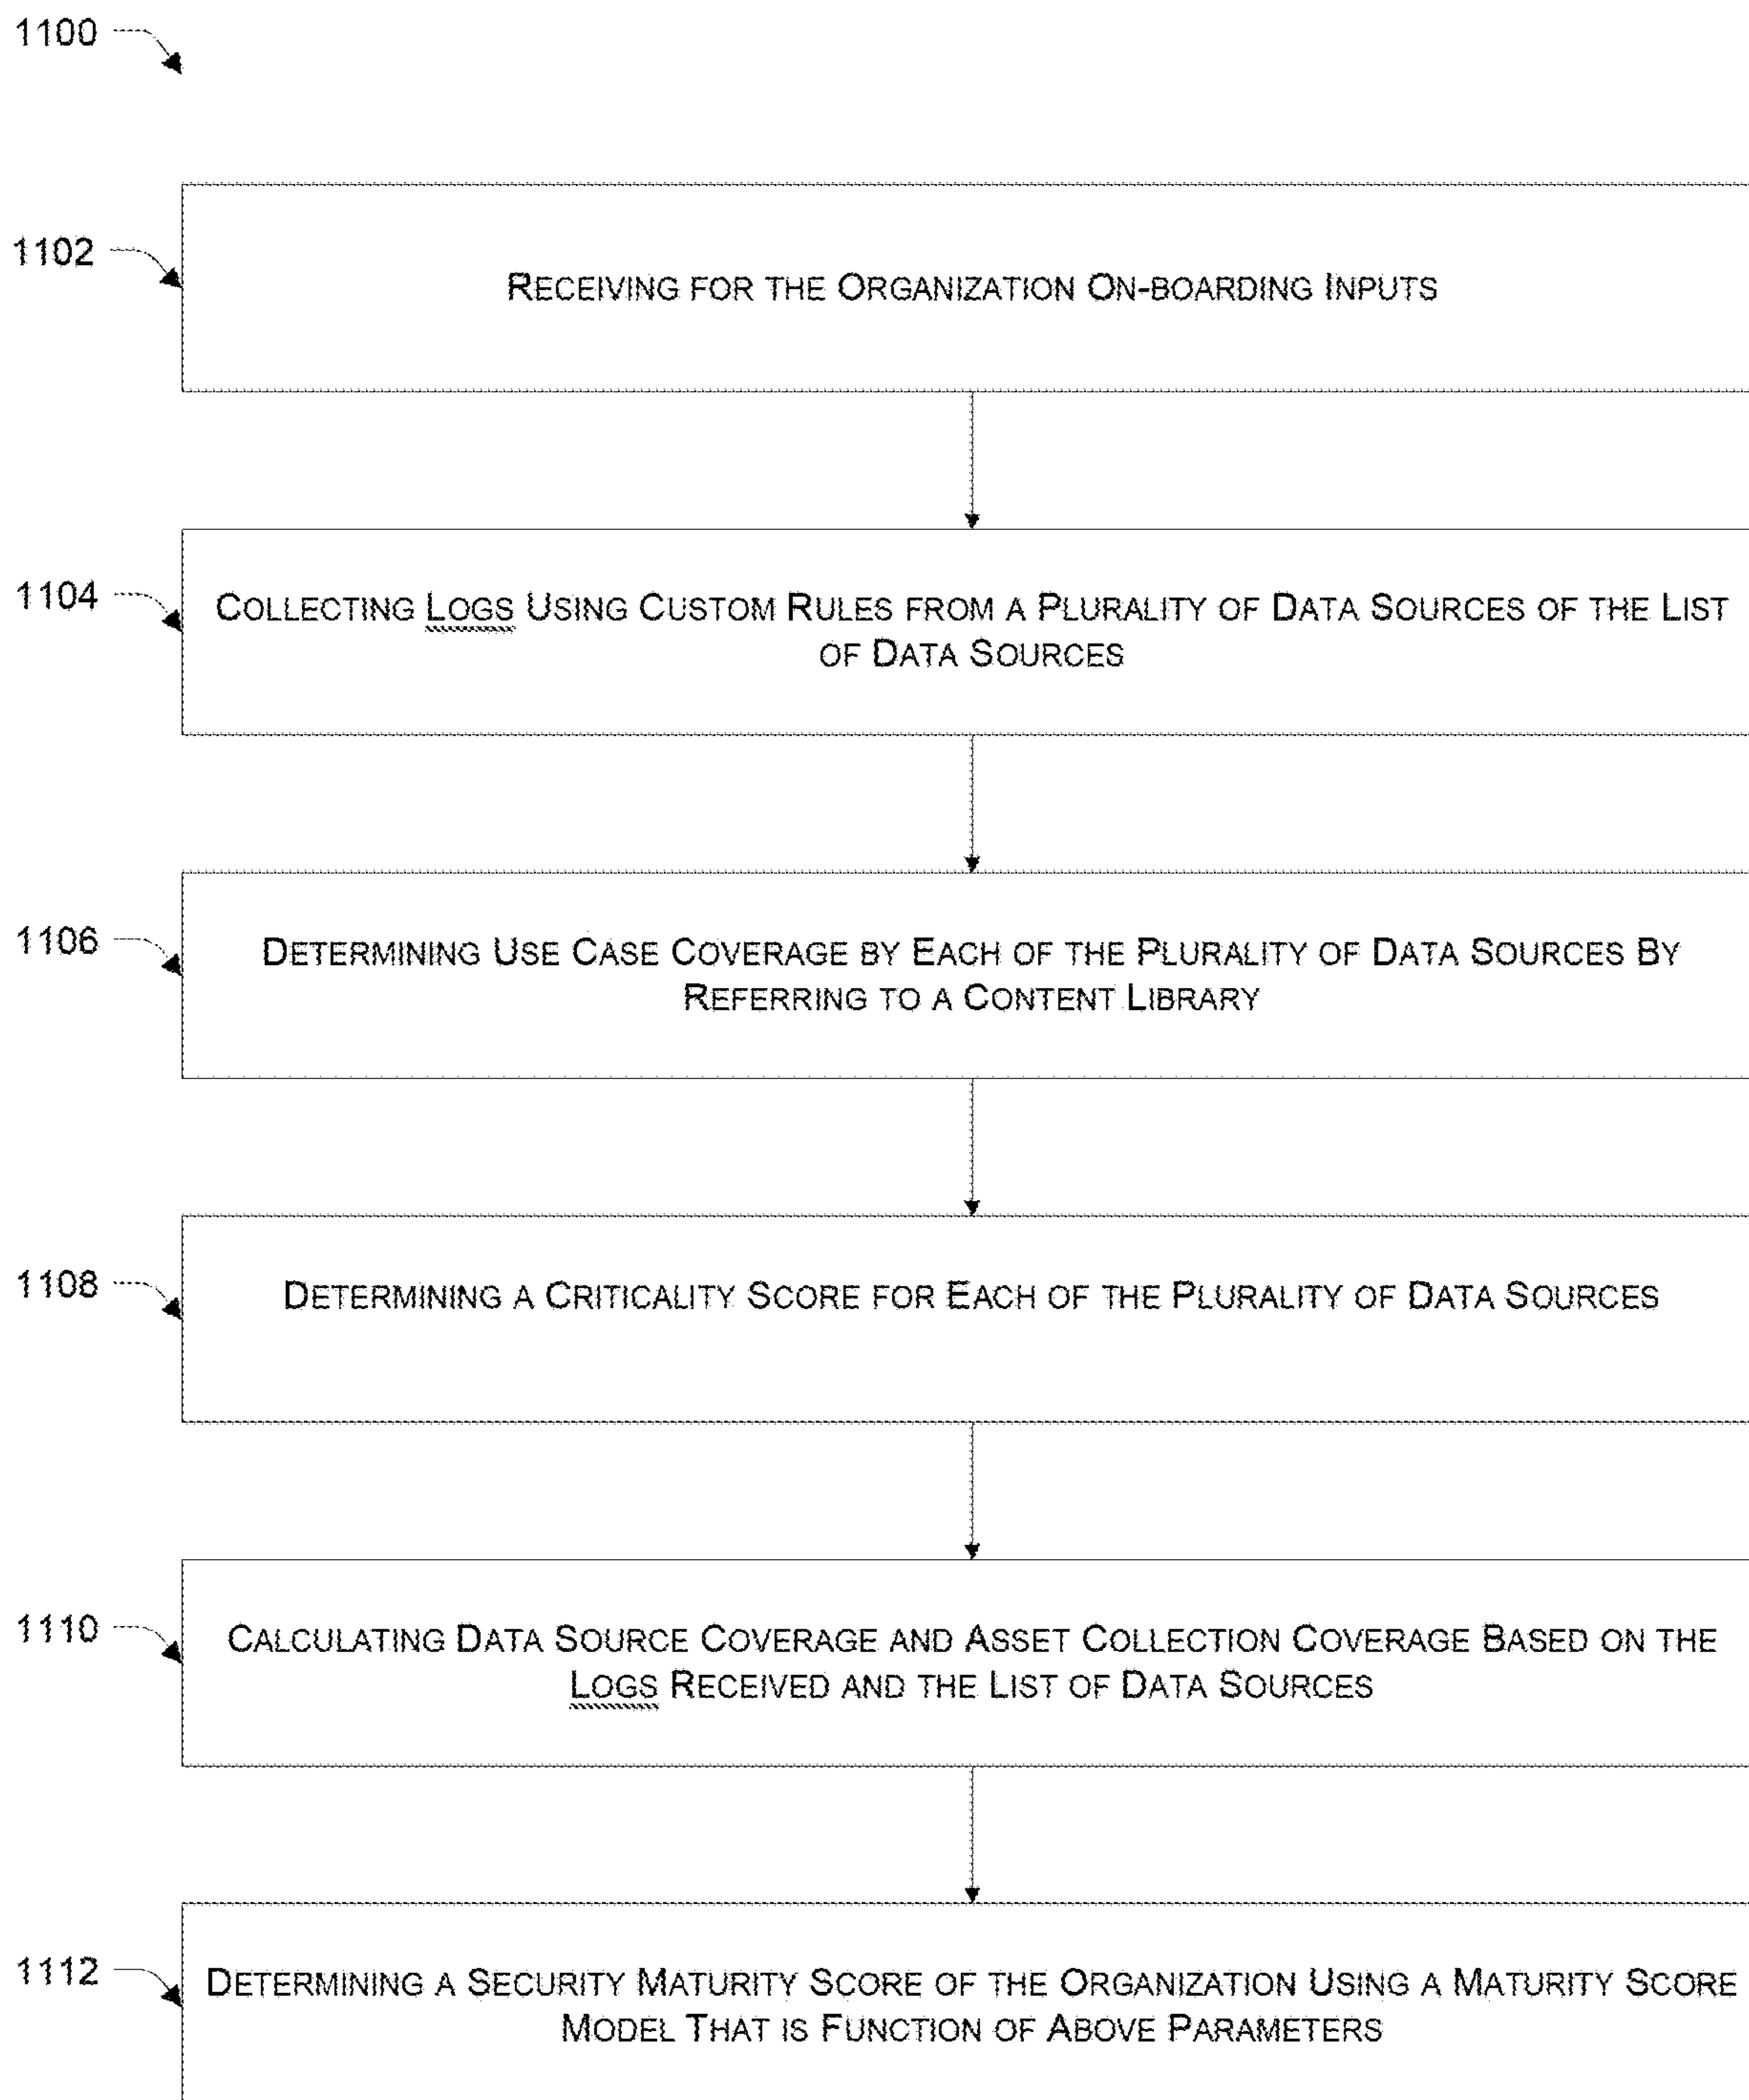 1100
1102
RECEIVING FOR THE ORGANIZATION ON-BOARDING INPUTS
1104
COLLECTING LOGS USING CUSTOM RULES FROM A PLURALITY OF DATA SOURCES OF THE LIST
OF DATA SOURCES
1106
DETERMINING USE CASE COVERAGE BY EACH OF THE PLURALITY OF DATA SOURCES BY
REFERRING TO A CONTENT LIBRARY
1108
DETERMINING A CRITICALITY SCORE FOR EACH OF THE PLURALITY OF DATA SOURCES
1110
CALCULATING DATA SOURCE COVERAGE AND ASSET COLLECTION COVERAGE BASED ON THE
LOGS RECEIVED AND THE LIST OF DATA SOURCES
1112
DETERMINING A SECURITY MATURITY SCORE OF THE ORGANIZATION USING A MATURITY SCORE
MODEL THAT IS FUNCTION OF ABOVE PARAMETERS